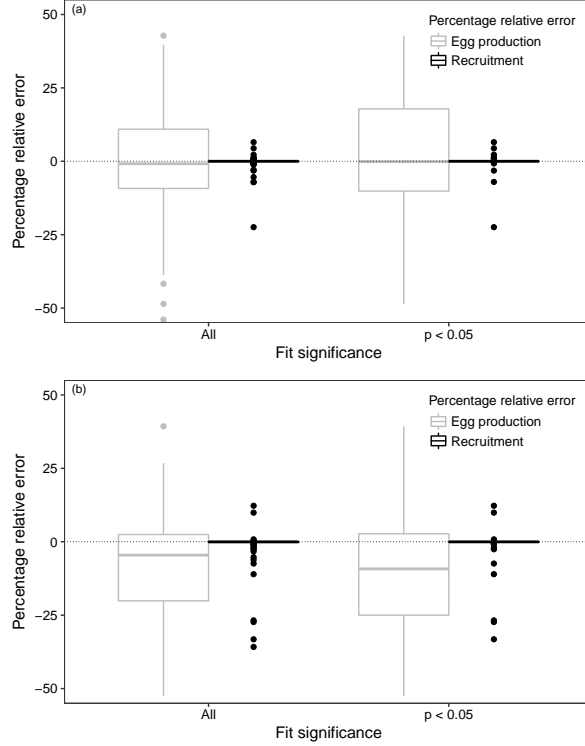 (a)
Percentage relative error
Egg production
Recruitment
50
25
0
−25
−50
Percentage relative error
All
p < 0.05
Fit significance
(b)
Percentage relative error
Egg production
Recruitment
50
25
0
−25
−50
Percentage relative error
All
p < 0.05
Fit significance